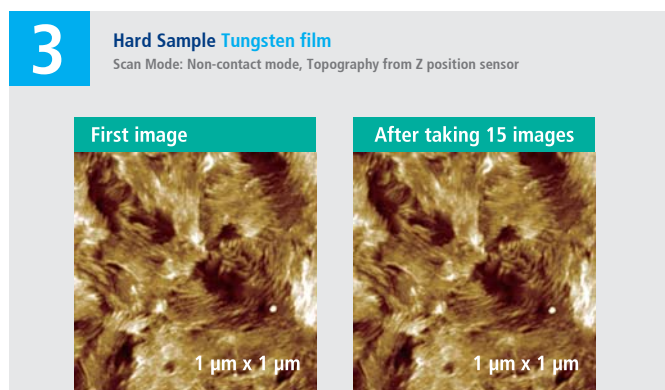 3
Hard Sample Tungsten film
Scan Mode: Non-contact mode, Topography from Z position sensor
First image
After taking 15 images
1 µm x 1 µm
1 µm x 1 µm